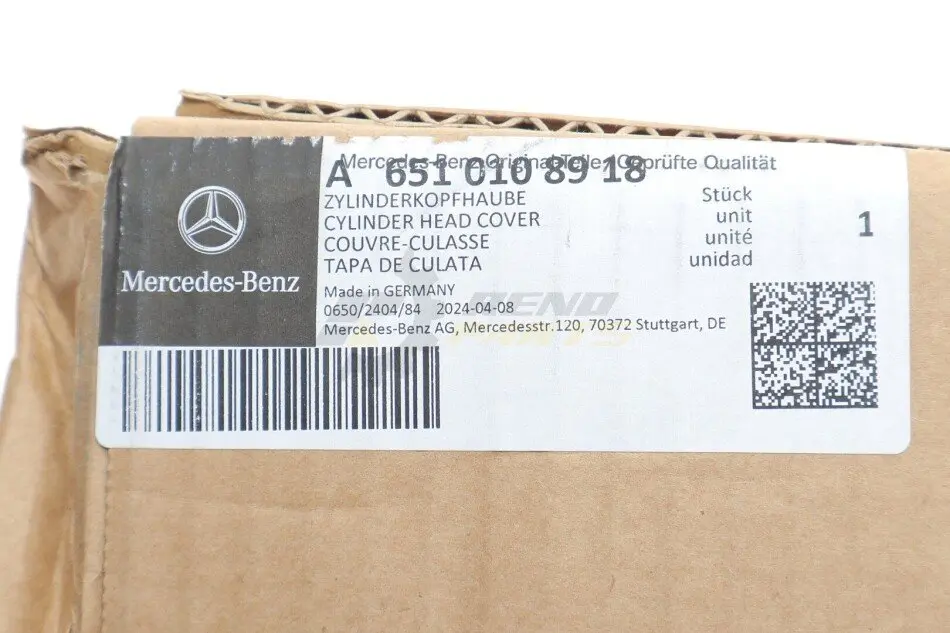 Mercedes-Benz Original-Teile / Geprüfte Qualität
A 651 010 89 18
ZYLINDERKOPFHAUBE
CYLINDER HEAD COVER
COUVRE-CULASSE
TAPA DE CULATA
Stück
unit
unité
unidad
1
Made in GERMANY
0650/2404/84 2024-04-08
Mercedes-Benz AG, Mercedesstr.120, 70372 Stuttgart, DE
Mercedes-Benz
PARTS